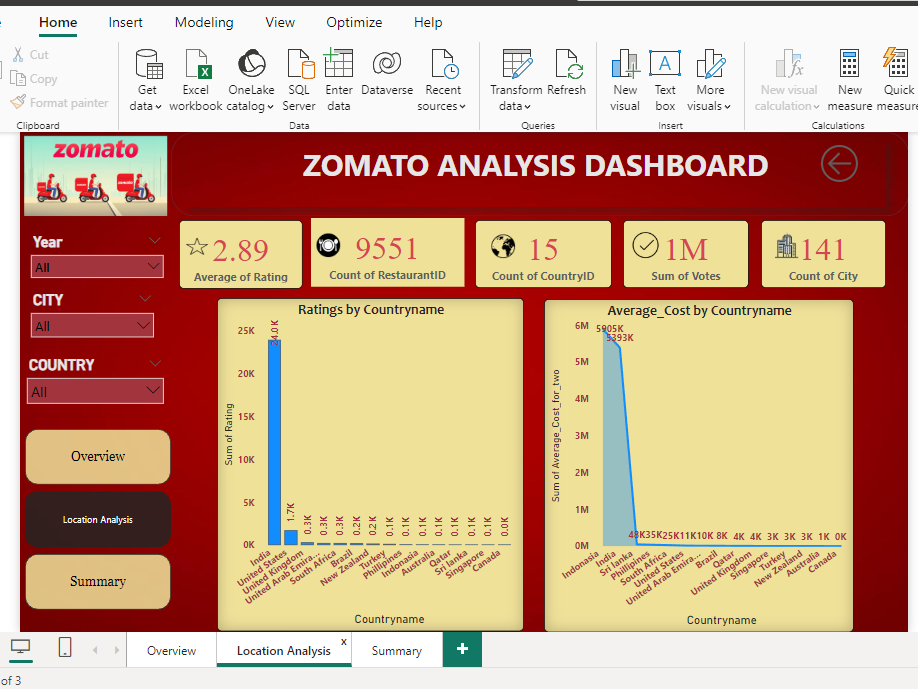 Home Insert Modeling View Optimize Help
Cut
Copy
Format painter
Clipboard
Get data
Excel workbook
OneLake catalog
SQL Server
Enter data
Dataverse
Recent sources
Data
Transform data
Refresh
Queries
New visual
Text box
More visuals
Insert
New visual calculation
New measure
Quick measure
Calculations
zomato
ZOMATO ANALYSIS DASHBOARD
Year
All
CITY
All
COUNTRY
All
Overview
Location Analysis
Summary
2.89
Average of Rating
9551
Count of RestaurantID
15
Count of CountryID
1M
Sum of Votes
141
Count of City
Ratings by Countryname
Sum of Rating
25K
20K
15K
10K
5K
0K
24.0K
1.7K
0.3K
0.3K
0.3K
0.2K
0.2K
0.1K
0.1K
0.1K
0.1K
0.1K
0.1K
0.1K
0.0K
India
United States
United Kingdom
United Arab Emira...
South Africa
Brazil
New Zealand
Turkey
Phillipines
Indonasia
Australia
Qatar
Sri lanka
Singapore
Canada
Countryname
Average_Cost by Countryname
Sum of Average_Cost_for_two
6M
5M
4M
3M
2M
1M
0M
5905K
5393K
48K 35K 25K 11K 10K 8K 4K 4K 3K 3K 3K 1K 0K
Indonasia
India
Sri lanka
Phillipines
South Africa
United States
United Arab Emira...
Brazil
Qatar
United Kingdom
Singapore
Turkey
New Zealand
Australia
Canada
Countryname
Overview
Location Analysis
x
Summary
+
of 3